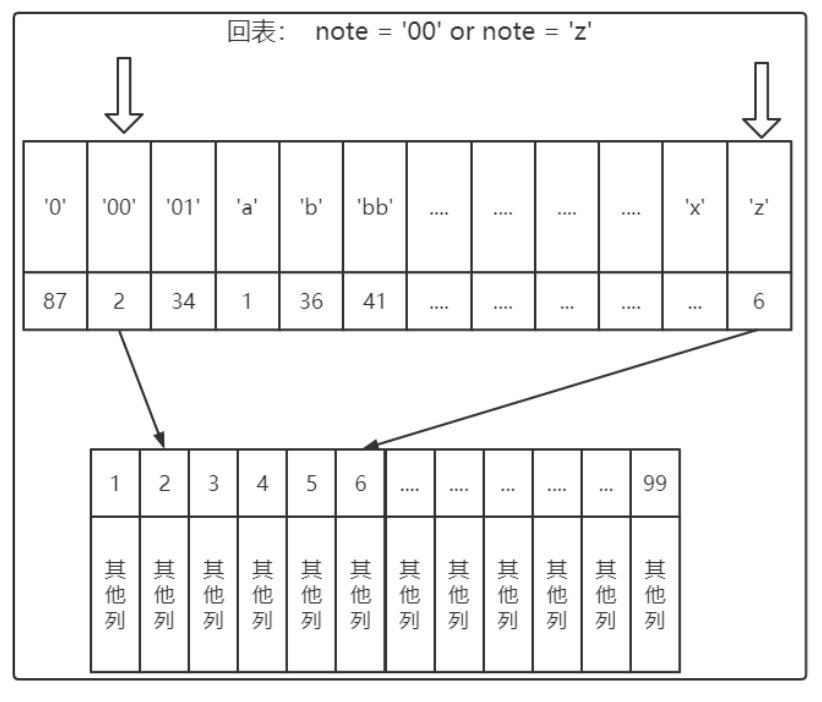 回表： note = '00' or note = 'z'
'0' '00' '01' 'a' 'b' 'bb' .... .... .... .... 'x' 'z'
87 2 34 1 36 41 .... .... ... .... ... 6
1 2 3 4 5 6 .... .... ... .... ... 99
其他列 其他列 其他列 其他列 其他列 其他列 其他列 其他列 其他列 其他列 其他列 其他列